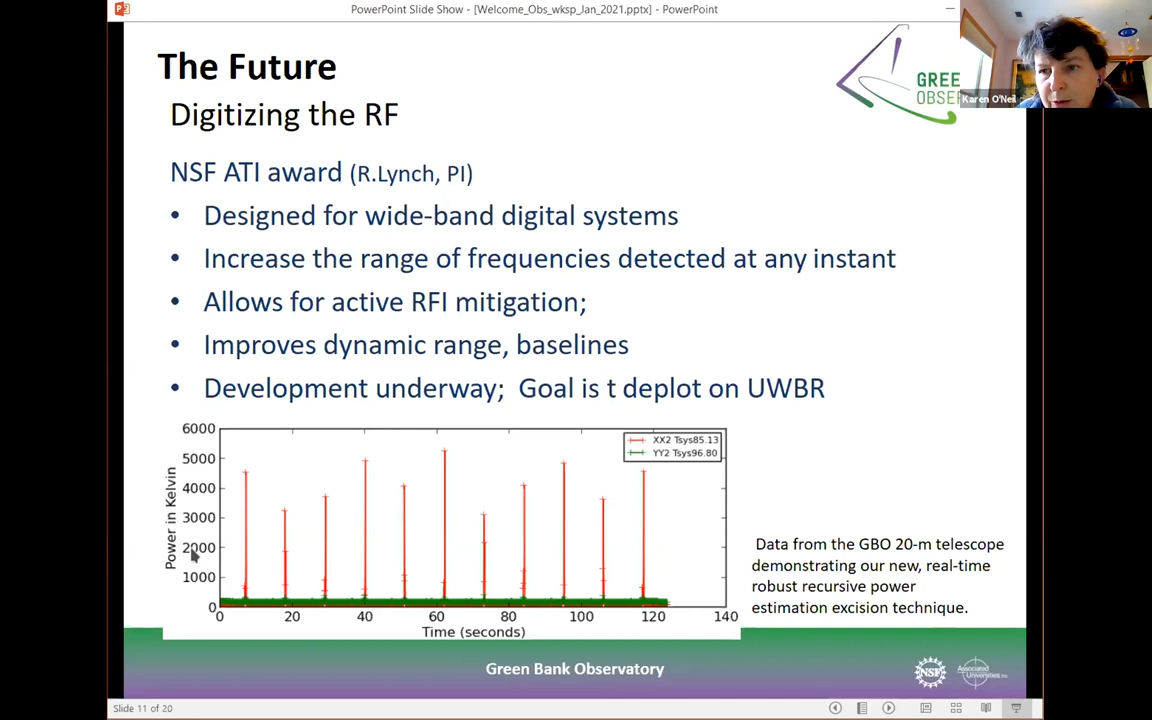 PowerPoint Slide Show - [Welcome_Obs_wksp_Jan_2021.pptx] - PowerPoint
The Future
Digitizing the RF
GREE
OBSE
Karen O'Neil
NSF ATI award (R.Lynch, PI)
• Designed for wide-band digital systems
• Increase the range of frequencies detected at any instant
• Allows for active RFI mitigation;
• Improves dynamic range, baselines
• Development underway; Goal is t deplot on UWBR
6000
5000
4000
3000
2000
1000
0
Power in Kelvin
XX2 Tsys85.13
YY2 Tsys96.80
0 20 40 60 80 100 120 140
Time (seconds)
Data from the GBO 20-m telescope
demonstrating our new, real-time
robust recursive power
estimation excision technique.
Green Bank Observatory
NSF
Associated
Universities, Inc.
Slide 11 of 20